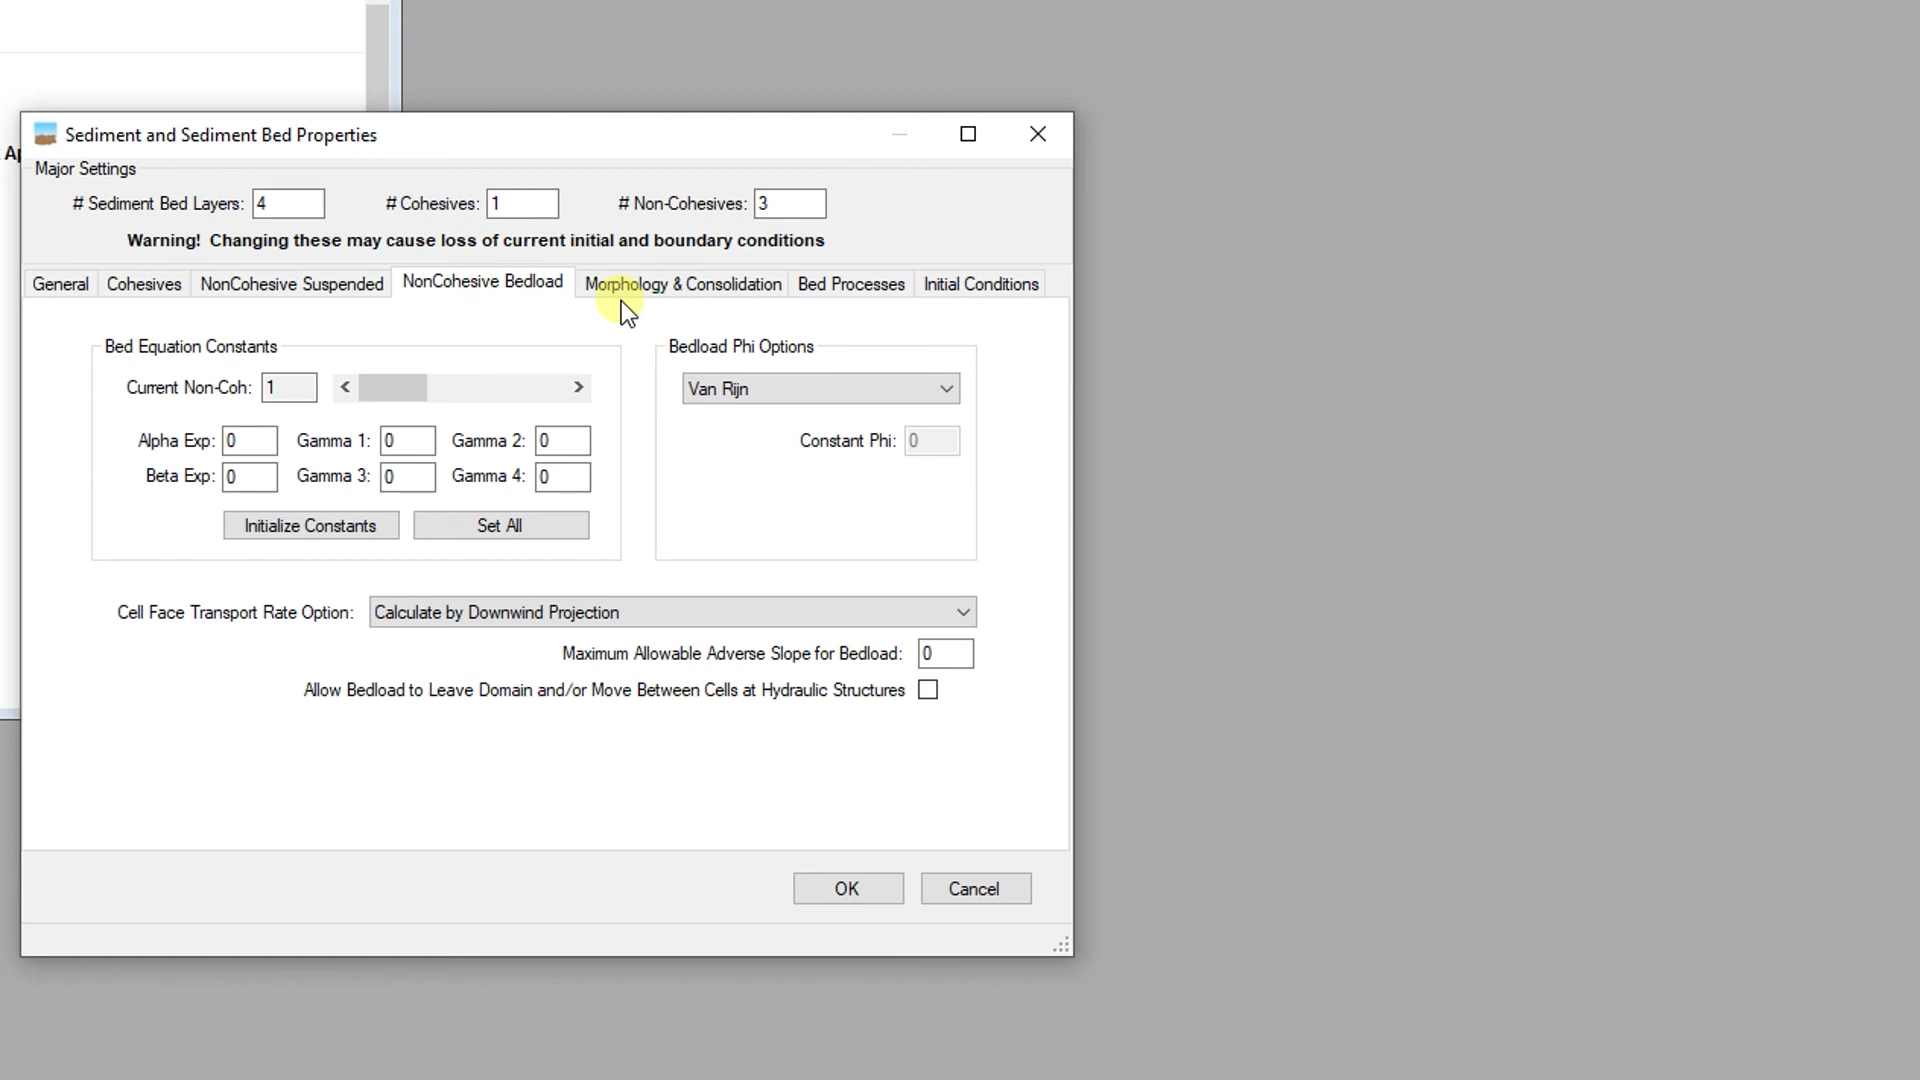 Ap
Sediment and Sediment Bed Properties
Major Settings
# Sediment Bed Layers: 4 # Cohesives: 1 # Non-Cohesives: 3
Warning! Changing these may cause loss of current initial and boundary conditions
General Cohesives NonCohesive Suspended NonCohesive Bedload Morphology & Consolidation Bed Processes Initial Conditions
Bed Equation Constants
Current Non-Coh: 1 < >
Alpha Exp: 0 Gamma 1: 0 Gamma 2: 0
Beta Exp: 0 Gamma 3: 0 Gamma 4: 0
Initialize Constants Set All
Bedload Phi Options
Van Rijn
Constant Phi: 0
Cell Face Transport Rate Option: Calculate by Downwind Projection
Maximum Allowable Adverse Slope for Bedload: 0
Allow Bedload to Leave Domain and/or Move Between Cells at Hydraulic Structures
OK Cancel